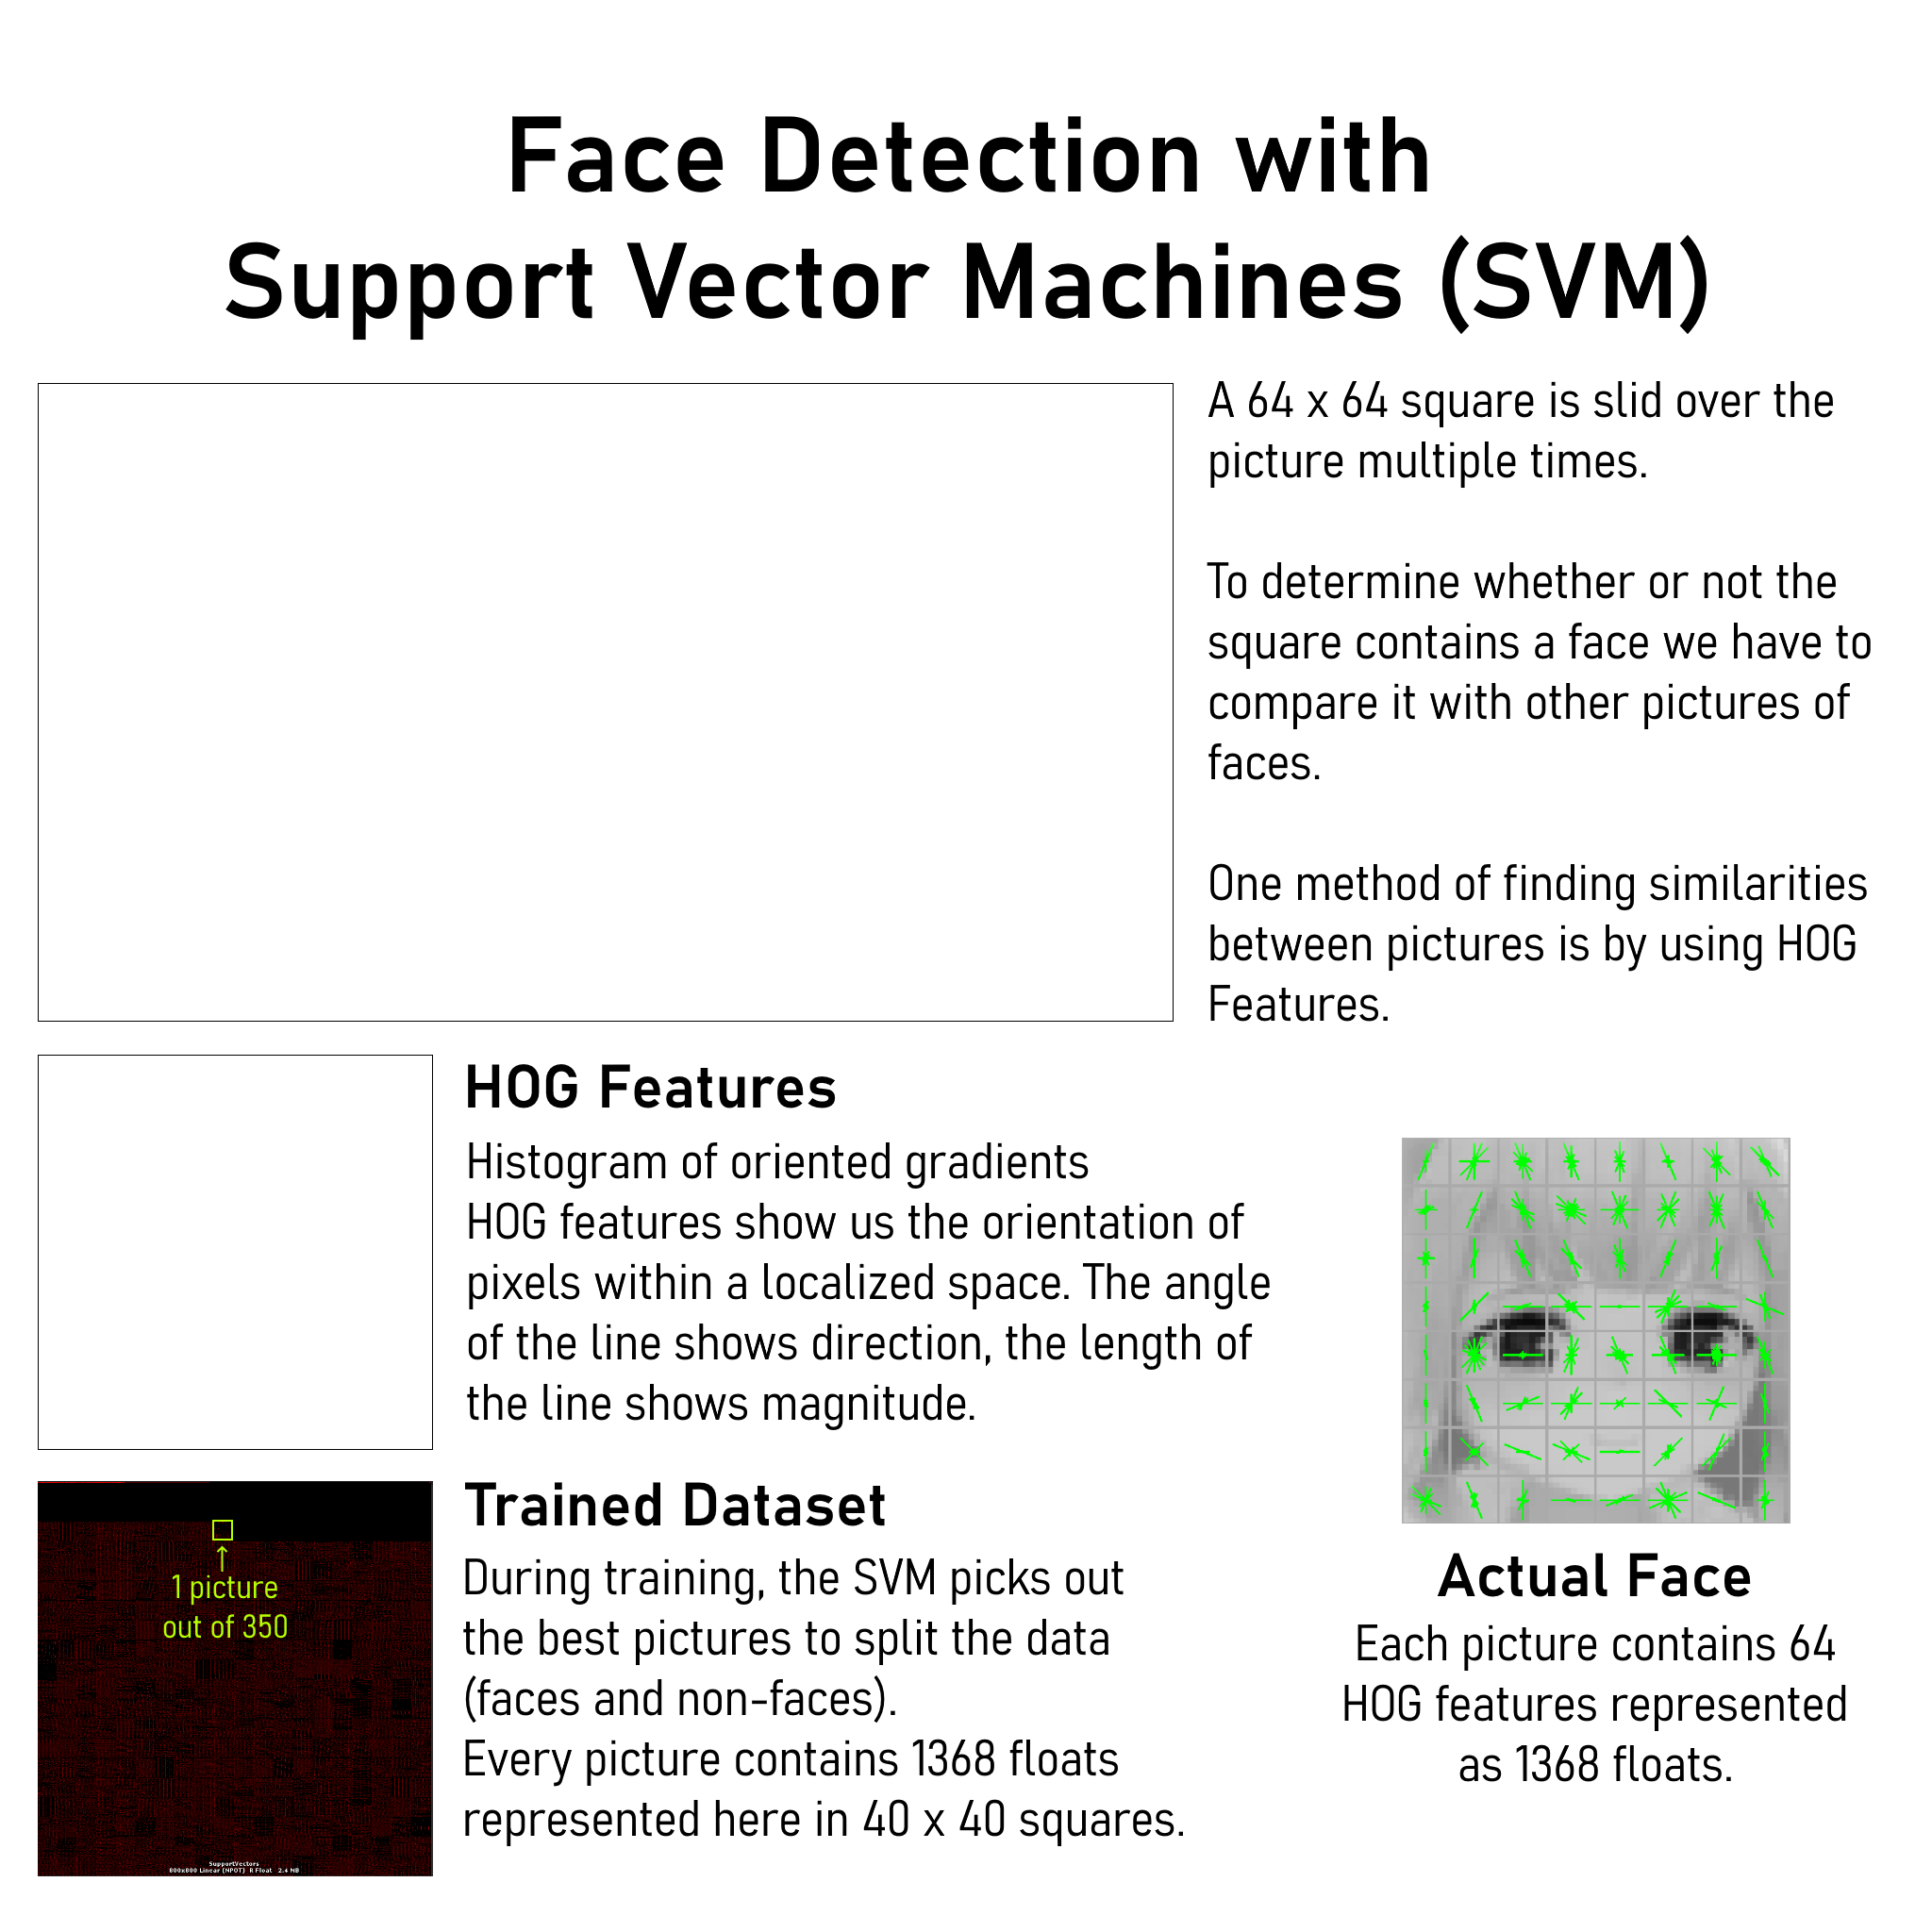 Face Detection with
Support Vector Machines (SVM)
A 64 x 64 square is slid over the
picture multiple times.
To determine whether or not the
square contains a face we have to
compare it with other pictures of
faces.
One method of finding similarities
between pictures is by using HOG
Features.
HOG Features
Histogram of oriented gradients
HOG features show us the orientation of
pixels within a localized space. The angle
of the line shows direction, the length of
the line shows magnitude.
Trained Dataset
During training, the SVM picks out
the best pictures to split the data
(faces and non-faces).
Every picture contains 1368 floats
represented here in 40 x 40 squares.
1 picture
out of 350
SupportVectors
800x800 Linear (NPOT) R Float 2.4 MB
Actual Face
Each picture contains 64
HOG features represented
as 1368 floats.